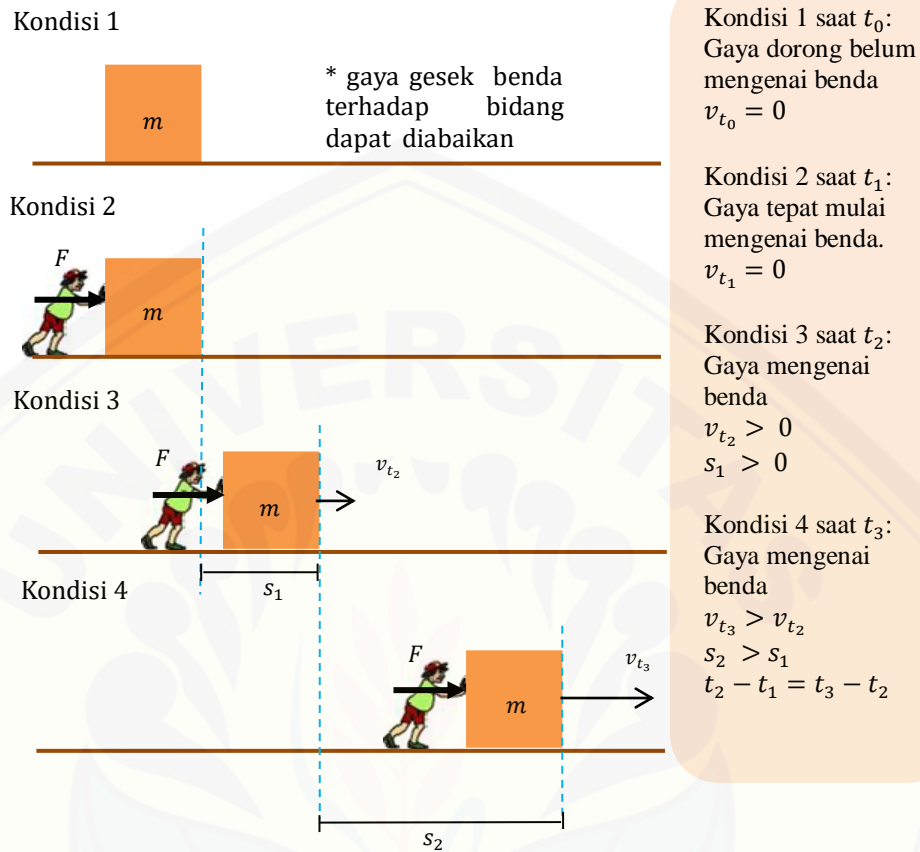 Kondisi 1
m
* gaya gesek benda
terhadap bidang
dapat diabaikan
Kondisi 2
F
m
Kondisi 3
F
m
v_{t_2}
s_1
Kondisi 4
F
m
v_{t_3}
s_2
Kondisi 1 saat t_0:
Gaya dorong belum
mengenai benda
v_{t_0} = 0
Kondisi 2 saat t_1:
Gaya tepat mulai
mengenai benda.
v_{t_1} = 0
Kondisi 3 saat t_2:
Gaya mengenai
benda
v_{t_2} > 0
s_1 > 0
Kondisi 4 saat t_3:
Gaya mengenai
benda
v_{t_3} > v_{t_2}
s_2 > s_1
t_2 − t_1 = t_3 − t_2
UNIVERSITAS